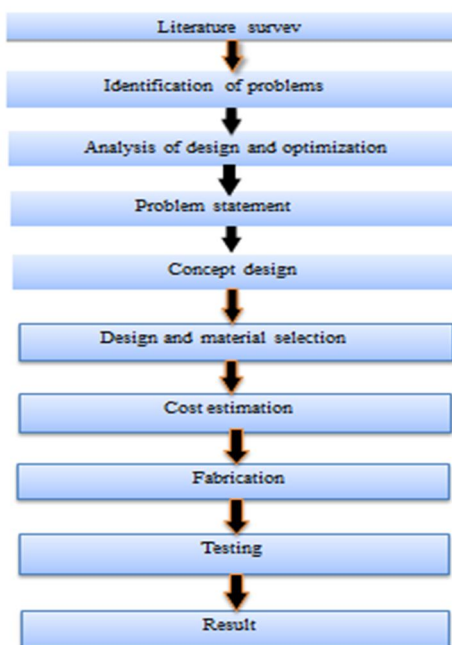 Literature survev
Identification of problems
Analysis of design and optimization
Problem statement
Concept design
Design and material selection
Cost estimation
Fabrication
Testing
Result